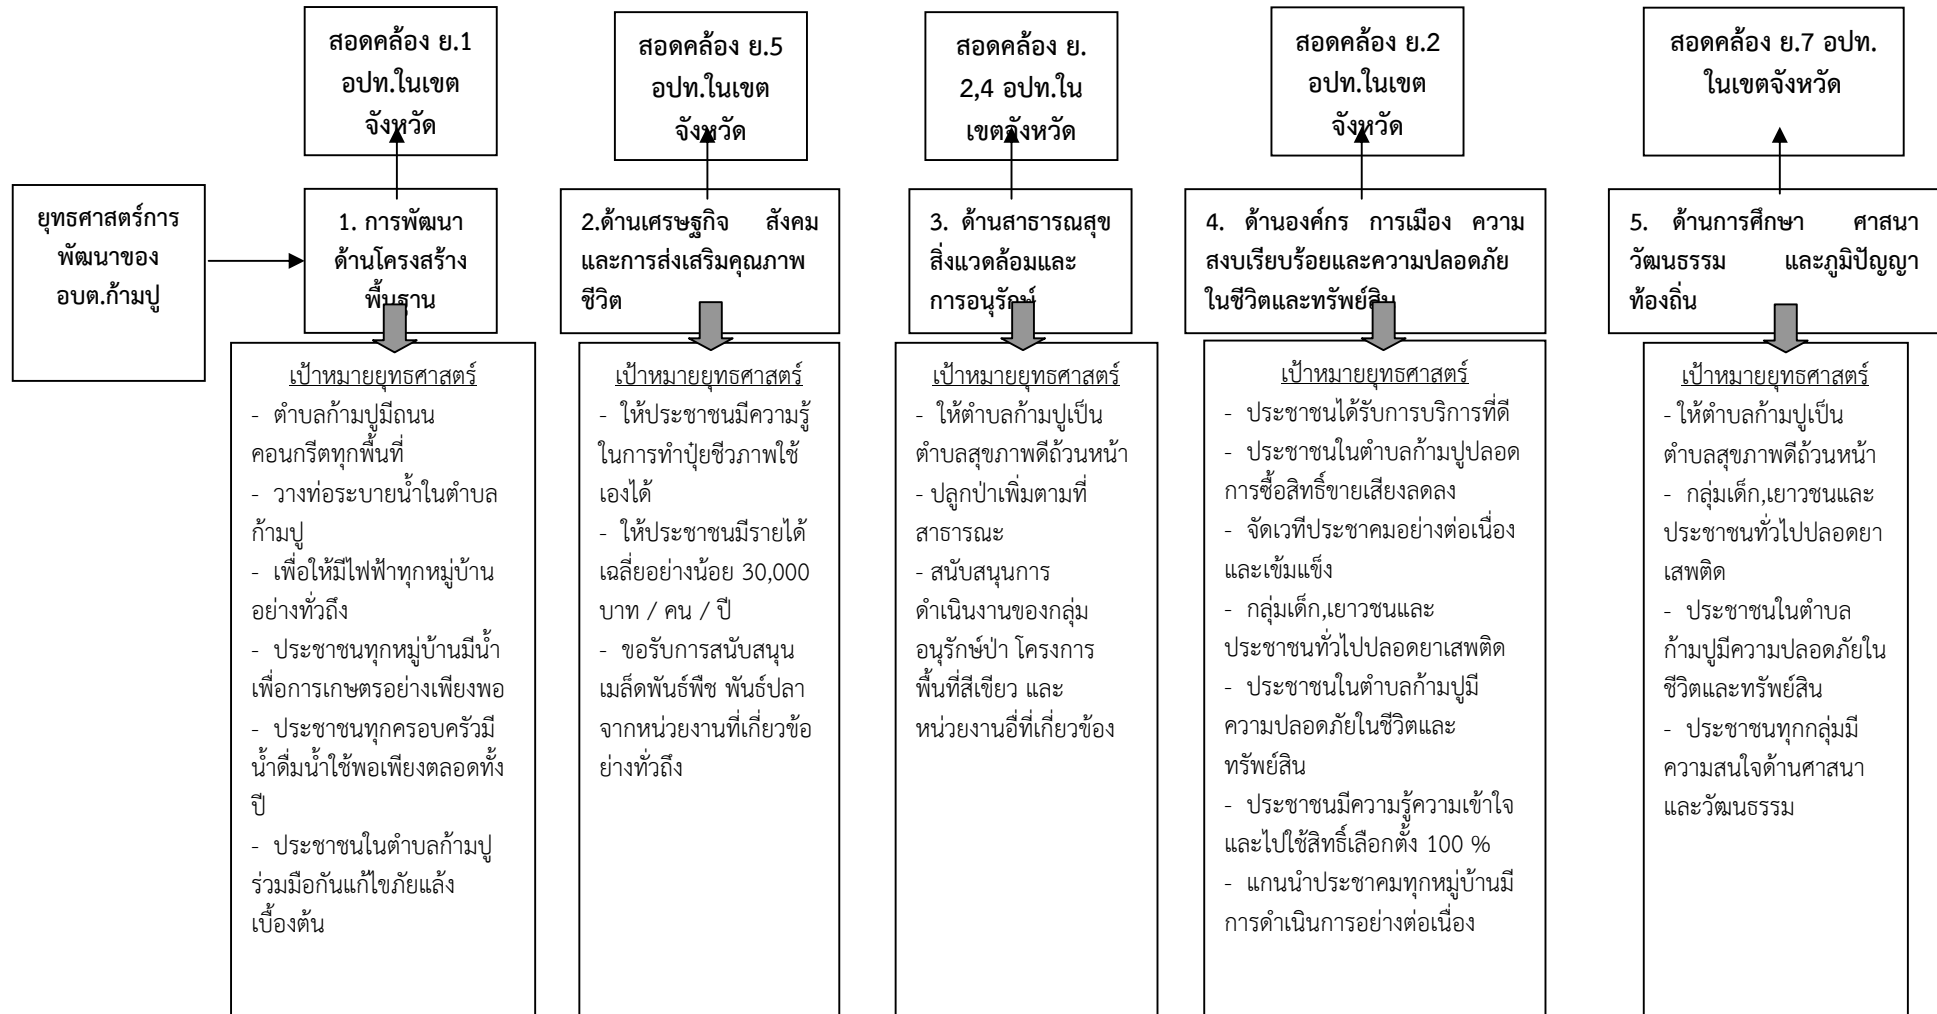 สอดคล้อง ย.1
อปท.ในเขต
จังหวัด
สอดคล้อง ย.5
อปท.ในเขต
จังหวัด
สอดคล้อง ย.
2,4 อปท.ใน
เขตจังหวัด
สอดคล้อง ย.2
อปท.ในเขต
จังหวัด
สอดคล้อง ย.7 อปท.
ในเขตจังหวัด
ยุทธศาสตร์การ
พัฒนาของ
อบต.ก้ามปู
1. การพัฒนา
ด้านโครงสร้าง
พื้นฐาน
2.ด้านเศรษฐกิจ สังคม
และการส่งเสริมคุณภาพ
ชีวิต
3. ด้านสาธารณสุข
สิ่งแวดล้อมและ
การอนุรักษ์
4. ด้านองค์กร การเมือง ความ
สงบเรียบร้อยและความปลอดภัย
ในชีวิตและทรัพย์สิน
5. ด้านการศึกษา ศาสนา
วัฒนธรรม และภูมิปัญญา
ท้องถิ่น
เป้าหมายยุทธศาสตร์
- ตำบลก้ามปูมีถนน
คอนกรีตทุกพื้นที่
- วางท่อระบายน้ำในตำบล
ก้ามปู
- เพื่อให้มีไฟฟ้าทุกหมู่บ้าน
อย่างทั่วถึง
- ประชาชนทุกหมู่บ้านมีน้ำ
เพื่อการเกษตรอย่างเพียงพอ
- ประชาชนทุกครอบครัวมี
น้ำดื่มน้ำใช้พอเพียงตลอดทั้ง
ปี
- ประชาชนในตำบลก้ามปู
ร่วมมือกันแก้ไขภัยแล้ง
เบื้องต้น
เป้าหมายยุทธศาสตร์
- ให้ประชาชนมีความรู้
ในการทำปุ๋ยชีวภาพใช้
เองได้
- ให้ประชาชนมีรายได้
เฉลี่ยอย่างน้อย 30,000
บาท / คน / ปี
- ขอรับการสนับสนุน
เมล็ดพันธ์พืช พันธ์ปลา
จากหน่วยงานที่เกี่ยวข้อ
ย่างทั่วถึง
เป้าหมายยุทธศาสตร์
- ให้ตำบลก้ามปูเป็น
ตำบลสุขภาพดีถ้วนหน้า
- ปลูกป่าเพิ่มตามที่
สาธารณะ
- สนับสนุนการ
ดำเนินงานของกลุ่ม
อนุรักษ์ป่า โครงการ
พื้นที่สีเขียว และ
หน่วยงานอื่ที่เกี่ยวข้อง
เป้าหมายยุทธศาสตร์
- ประชาชนได้รับการบริการที่ดี
- ประชาชนในตำบลก้ามปูปลอด
การซื้อสิทธิ์ขายเสียงลดลง
- จัดเวทีประชาคมอย่างต่อเนื่อง
และเข้มแข็ง
- กลุ่มเด็ก,เยาวชนและ
ประชาชนทั่วไปปลอดยาเสพติด
- ประชาชนในตำบลก้ามปูมี
ความปลอดภัยในชีวิตและ
ทรัพย์สิน
- ประชาชนมีความรู้ความเข้าใจ
และไปใช้สิทธิ์เลือกตั้ง 100 %
- แกนนำประชาคมทุกหมู่บ้านมี
การดำเนินการอย่างต่อเนื่อง
เป้าหมายยุทธศาสตร์
- ให้ตำบลก้ามปูเป็น
ตำบลสุขภาพดีถ้วนหน้า
- กลุ่มเด็ก,เยาวชนและ
ประชาชนทั่วไปปลอดยา
เสพติด
- ประชาชนในตำบล
ก้ามปูมีความปลอดภัยใน
ชีวิตและทรัพย์สิน
- ประชาชนทุกกลุ่มมี
ความสนใจด้านศาสนา
และวัฒนธรรม